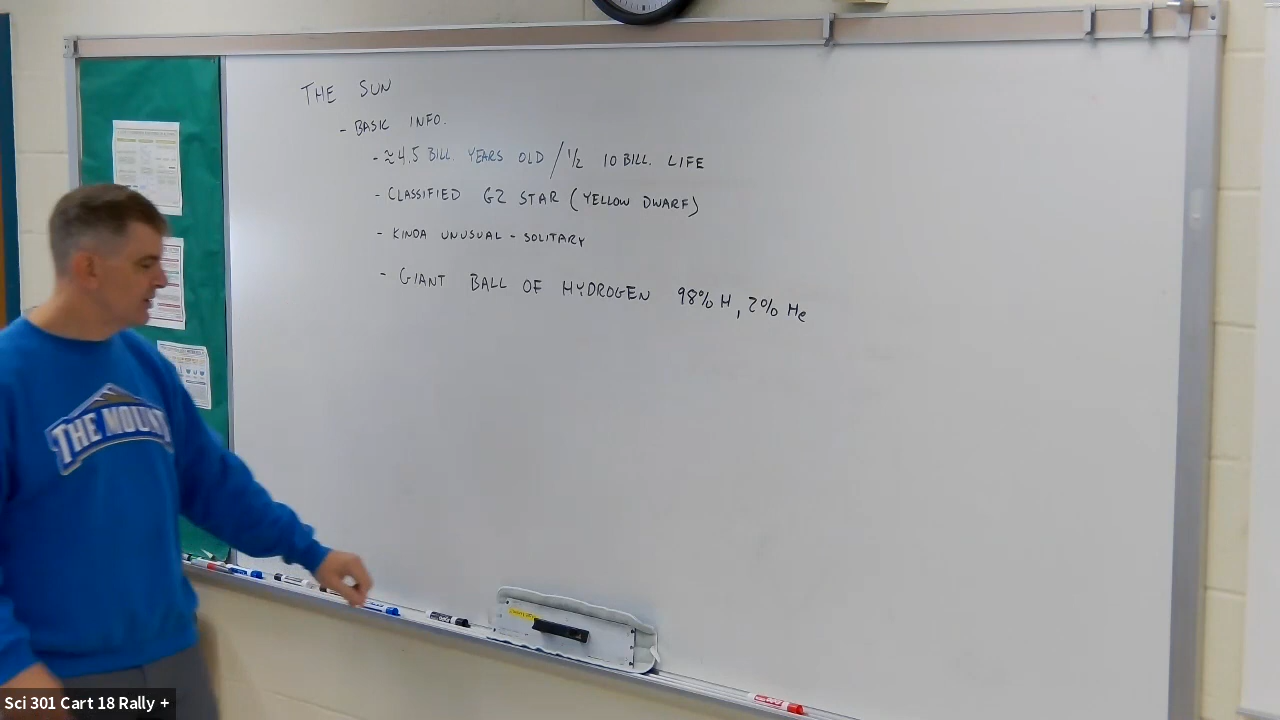 THE SUN
- BASIC INFO.
- ≈4.5 BILL. YEARS OLD / 1/2 10 BILL. LIFE
- CLASSIFIED G2 STAR (YELLOW DWARF)
- KINDA UNUSUAL - SOLITARY
- GIANT BALL OF HYDROGEN 98% H, 2% He
THE MOUNT
Sci 301 Cart 18 Rally +